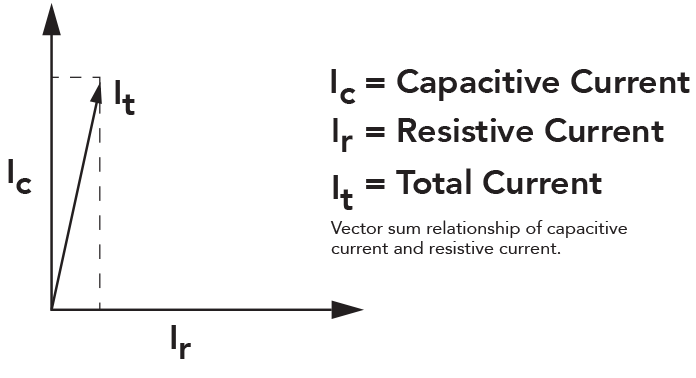 It
Ic
Ir
Ic = Capacitive Current
Ir = Resistive Current
It = Total Current
Vector sum relationship of capacitive
current and resistive current.